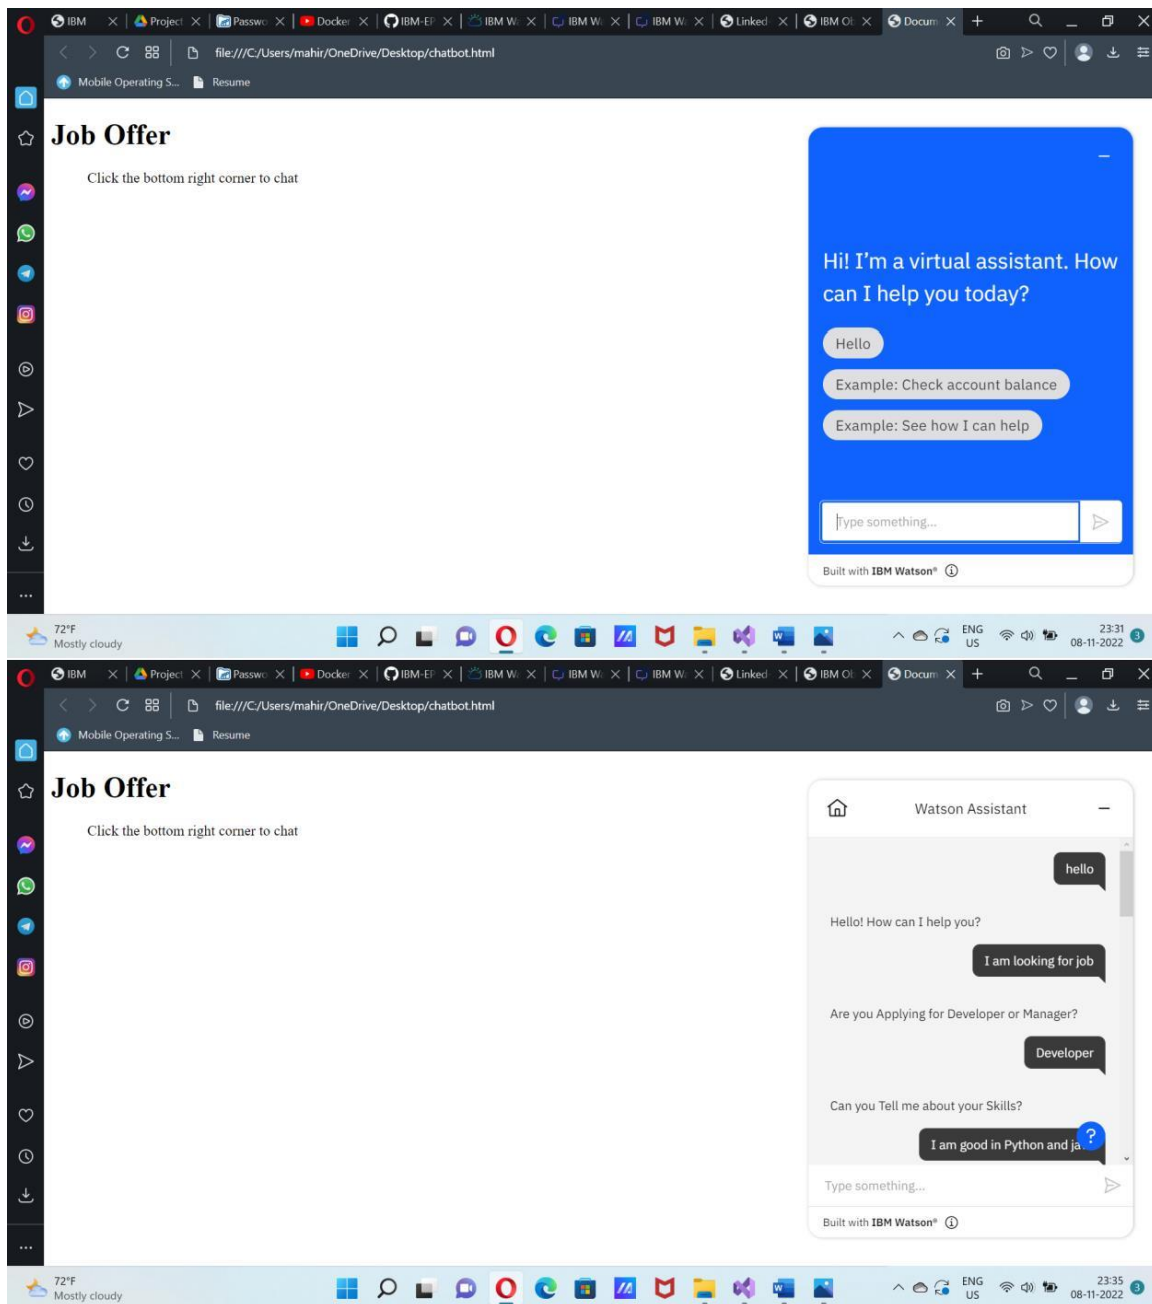 IBM Project Passwo Docker IBM-EP IBM W IBM W IBM W Linked IBM Ol Docum
file:///C:/Users/mahir/OneDrive/Desktop/chatbot.html
Mobile Operating S... Resume
Job Offer
Click the bottom right corner to chat
Hi! I'm a virtual assistant. How
can I help you today?
Hello
Example: Check account balance
Example: See how I can help
Type something...
Built with IBM Watson®
72°F
Mostly cloudy
ENG
US
23:31
08-11-2022
3
IBM Project Passwo Docker IBM-EP IBM W IBM W IBM W Linked IBM Ol Docum
file:///C:/Users/mahir/OneDrive/Desktop/chatbot.html
Mobile Operating S... Resume
Job Offer
Click the bottom right corner to chat
Watson Assistant
hello
Hello! How can I help you?
I am looking for job
Are you Applying for Developer or Manager?
Developer
Can you Tell me about your Skills?
I am good in Python and
?
Type something...
Built with IBM Watson®
72°F
Mostly cloudy
ENG
US
23:35
08-11-2022
3